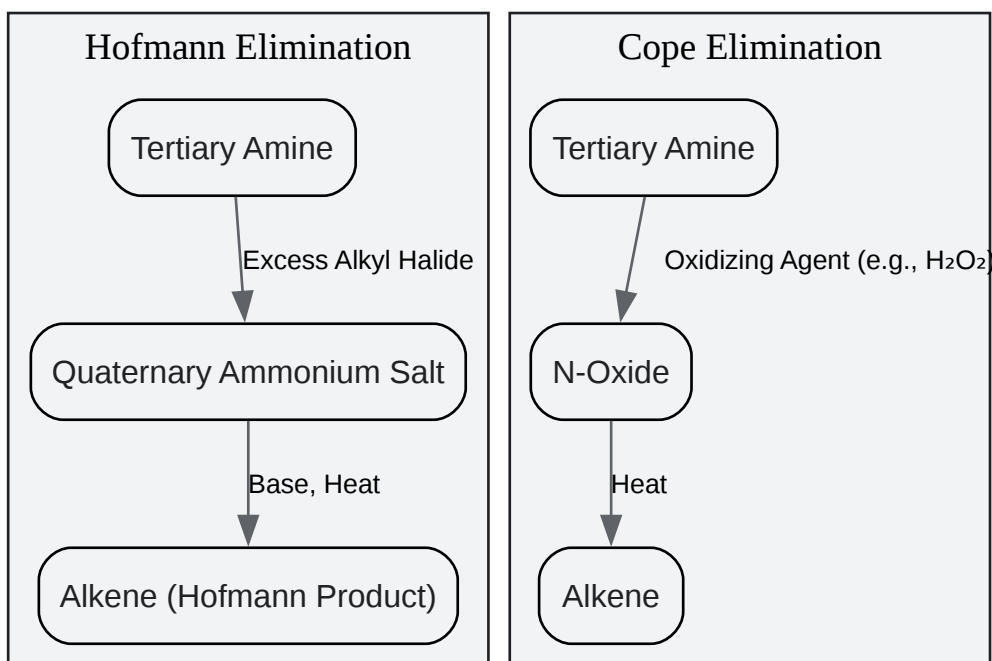 Hofmann Elimination
Tertiary Amine
Excess Alkyl Halide
Quaternary Ammonium Salt
Base, Heat
Alkene (Hofmann Product)
Cope Elimination
Tertiary Amine
Oxidizing Agent (e.g., H₂O₂)
N-Oxide
Heat
Alkene